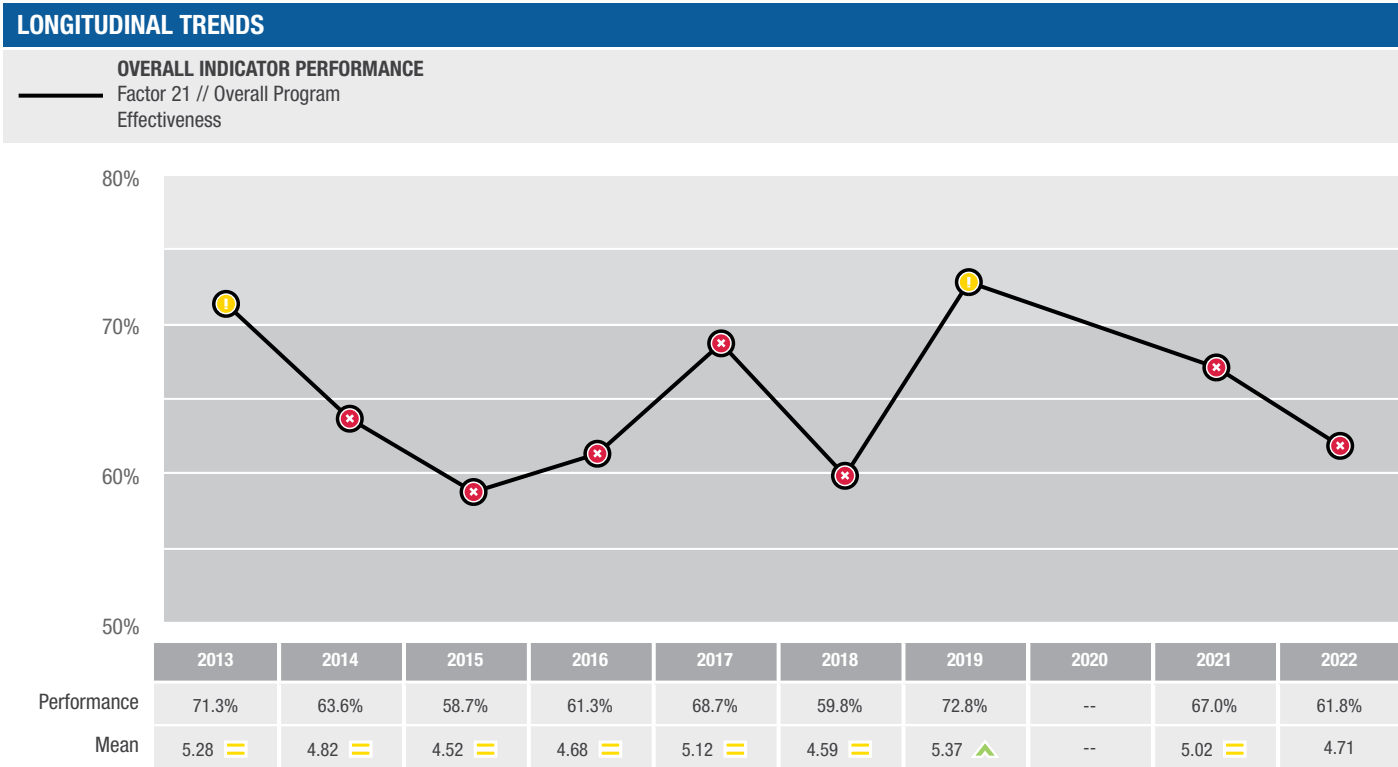 LONGITUDINAL TRENDS
OVERALL INDICATOR PERFORMANCE
Factor 21 // Overall Program
Effectiveness
80%
70%
60%
50%
2013 2014 2015 2016 2017 2018 2019 2020 2021 2022
Performance 71.3% 63.6% 58.7% 61.3% 68.7% 59.8% 72.8% -- 67.0% 61.8%
Mean 5.28 4.82 4.52 4.68 5.12 4.59 5.37 -- 5.02 4.71